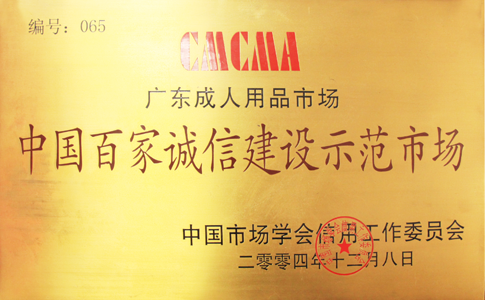 编号：065
CMCMA
广东成人用品市场
中国百家诚信建设示范市场
中国市场学会信用工作委员会
二零零四年十二月八日